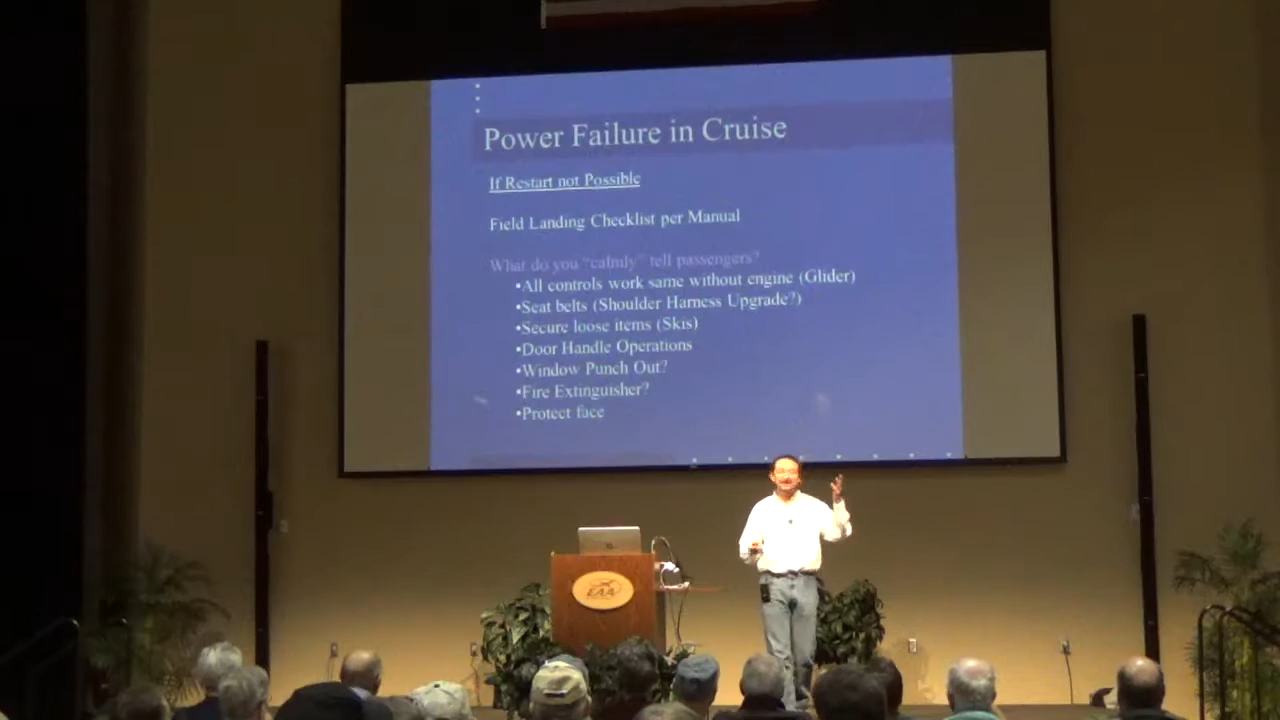 Power Failure in Cruise
If Restart not Possible
Field Landing Checklist per Manual
What do you “calmly” tell passengers?
•All controls work same without engine (Glider)
•Seat belts (Shoulder Harness Upgrade?)
•Secure loose items (Skis)
•Door Handle Operations
•Window Punch Out?
•Fire Extinguisher?
•Protect face
EAA